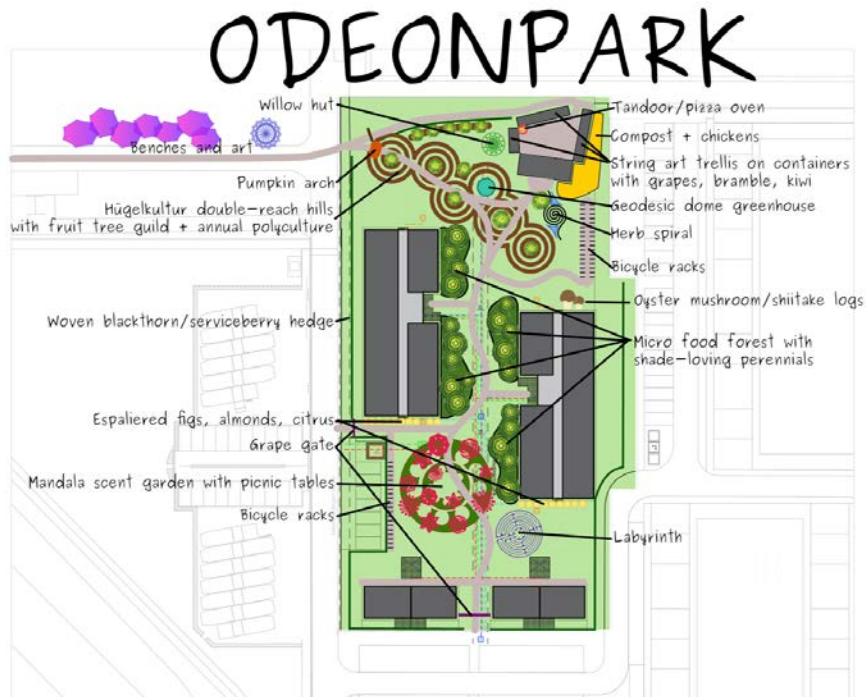 ODEONPARK
Willow hut
Benches and art
Pumpkin arch
Hügelkultur double-reach hills
with fruit tree guild + annual polyculture
Woven blackthorn/serviceberry hedge
Espaliered figs, almonds, citrus
Grape gate
Mandala scent garden with picnic tables
Bicycle racks
Tandoor/pizza oven
Compost + chickens
String art trellis on containers
with grapes, bramble, kiwi
Geodesic dome greenhouse
Herb spiral
Bicycle racks
Oyster mushroom/shiitake logs
Micro food forest with
shade-loving perennials
Labyrinth